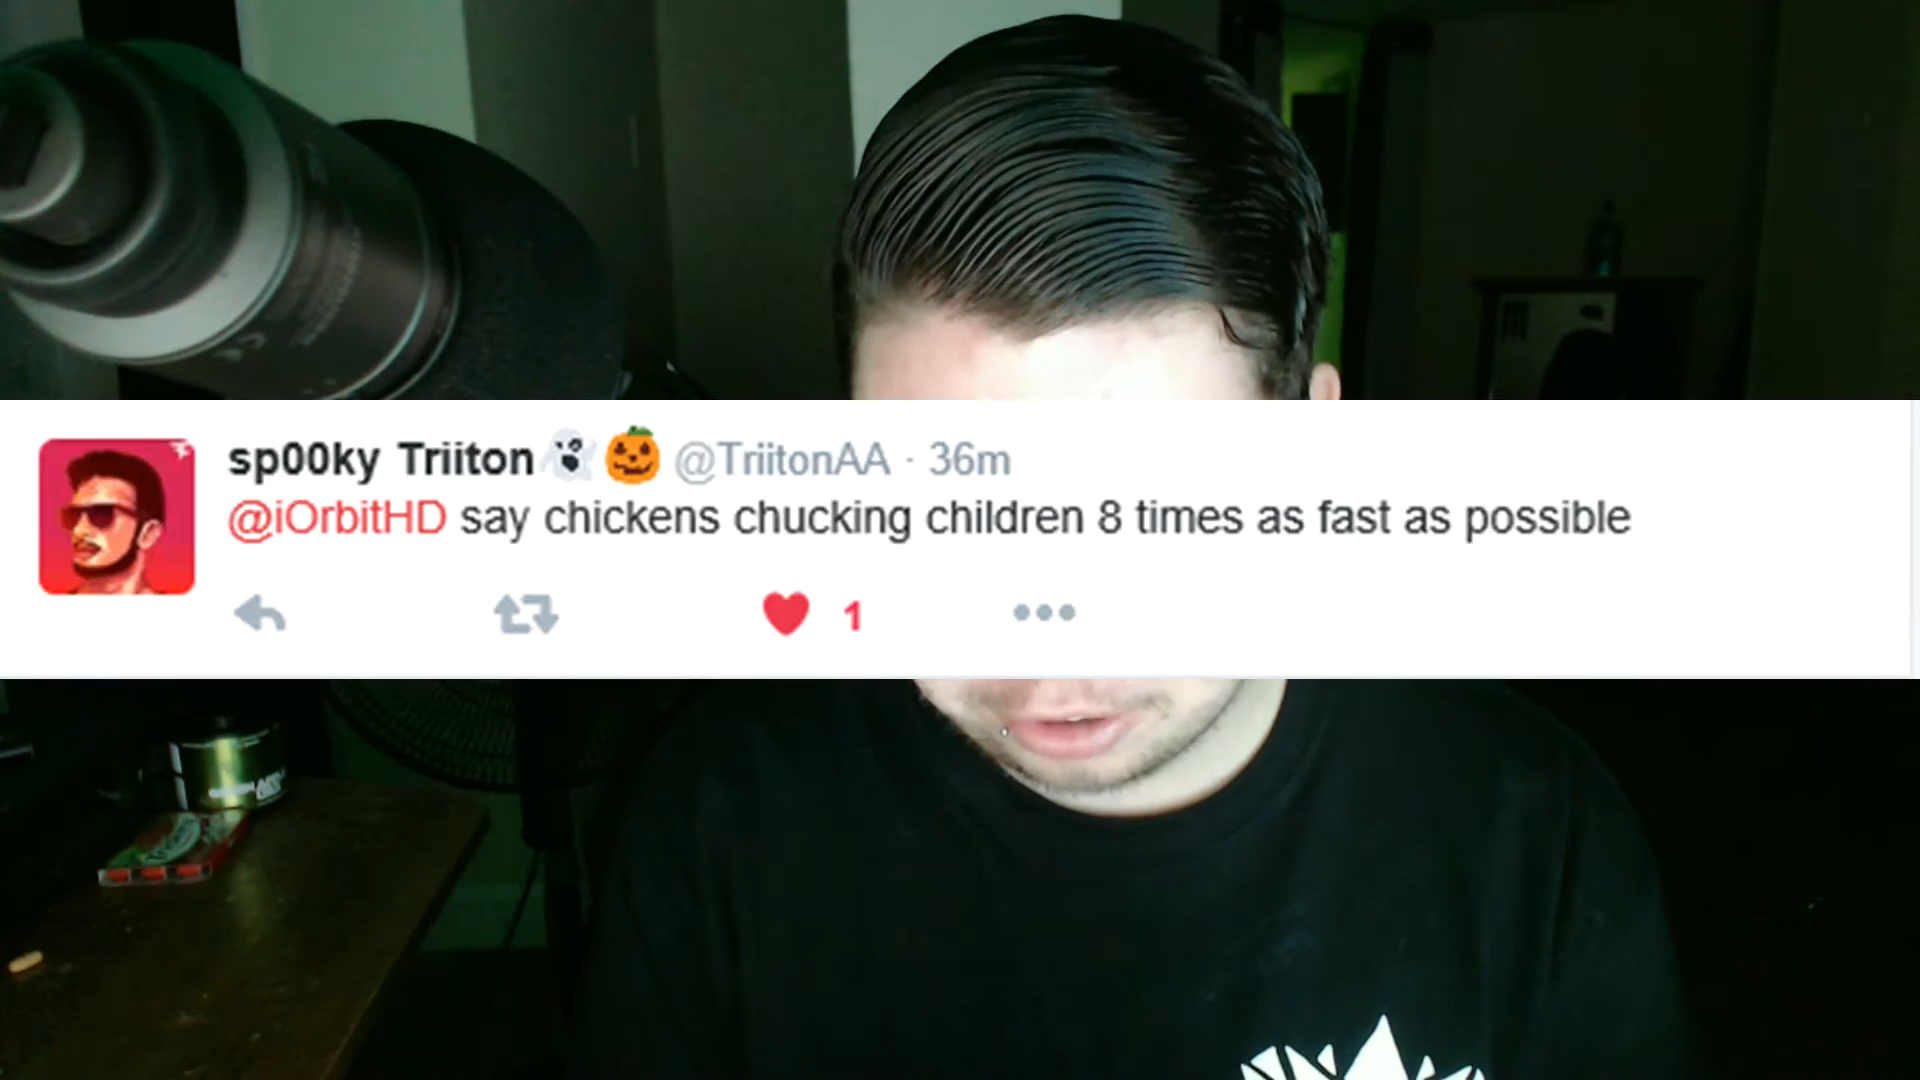 sp00ky Triiton👻🎃 @TriitonAA · 36m
@iOrbitHD say chickens chucking children 8 times as fast as possible
1